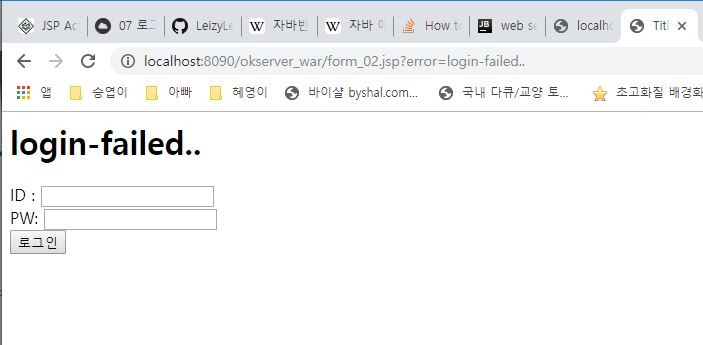 JSP Ac
07 로그
LeizyLe
자바빈
자바 이
How to
web se
localho
Titl
localhost:8090/okserver_war/form_02.jsp?error=login-failed..
앱
승엽이
아빠
혜영이
바이샬 byshal.com...
국내 다큐/교양 토...
초고화질 배경화
login-failed..
ID :
PW:
로그인